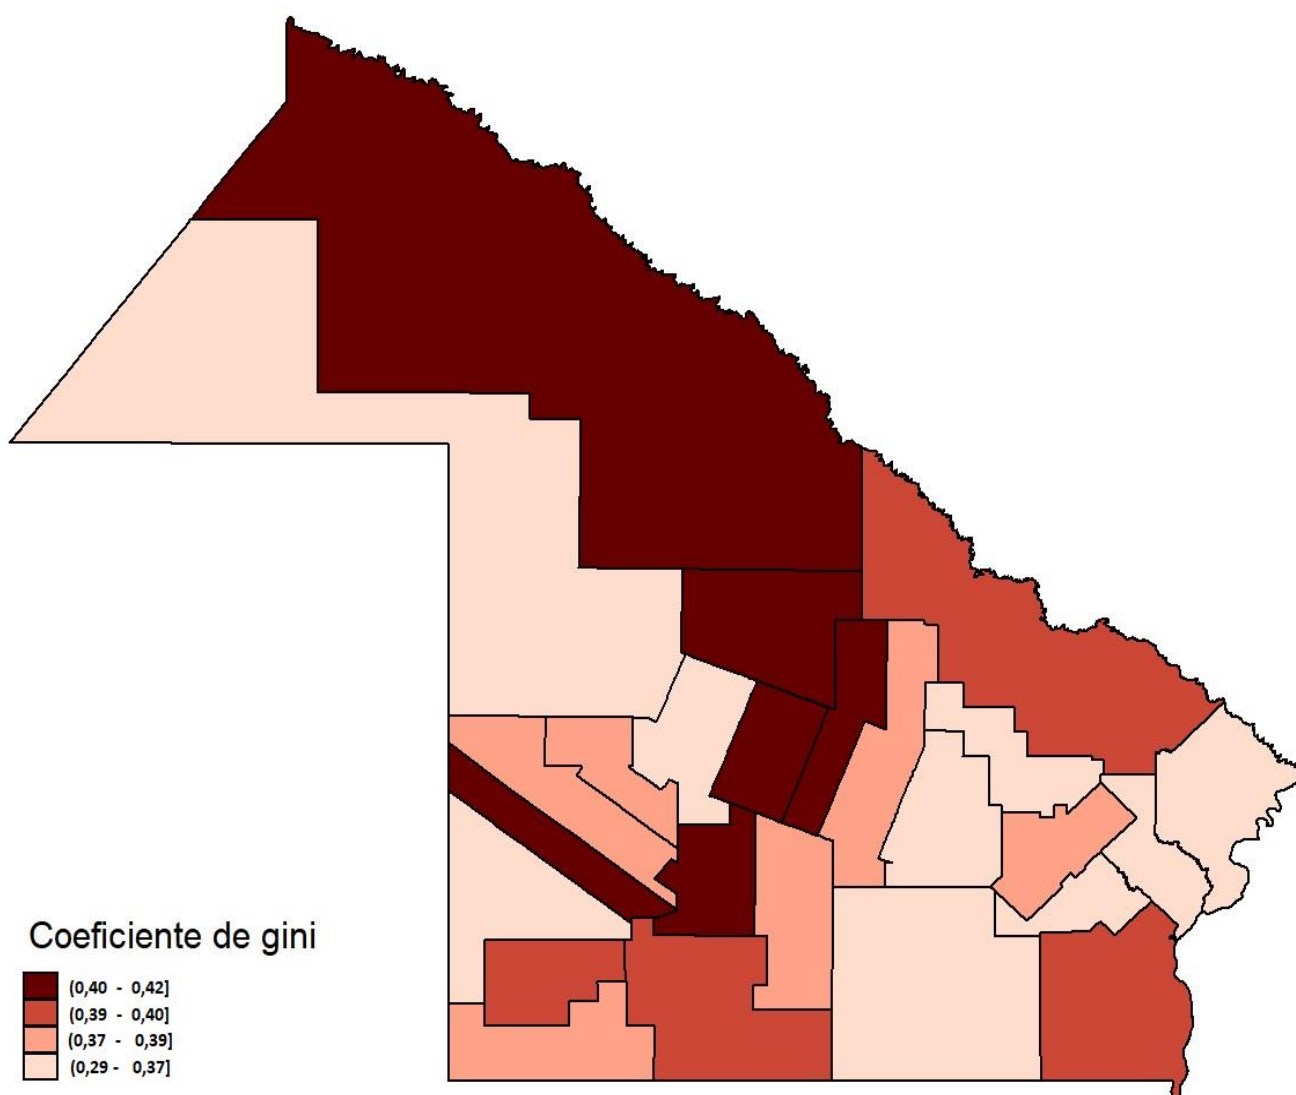 Coeficiente de gini
(0,40 - 0,42]
(0,39 - 0,40]
(0,37 - 0,39]
(0,29 - 0,37]